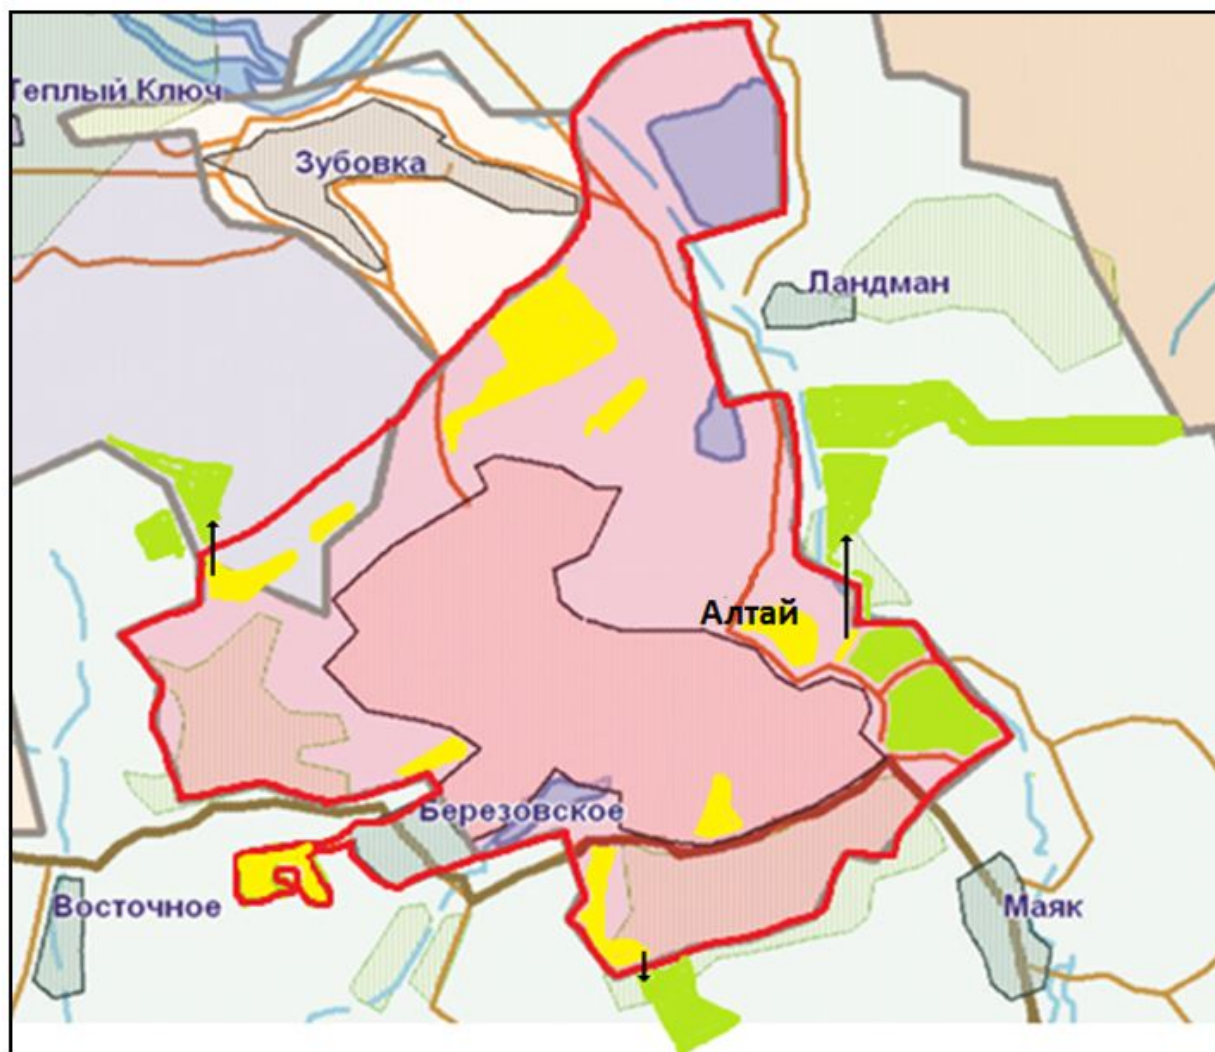 Теплый Ключ
Зубовка
Ландман
Алтай
Березовское
Восточное
Маяк